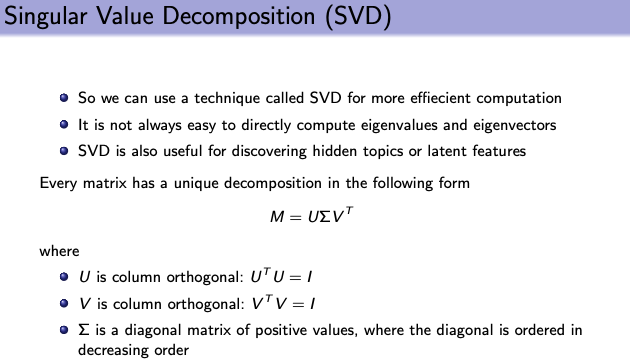 Singular Value Decomposition (SVD)
So we can use a technique called SVD for more effiecient computation
It is not always easy to directly compute eigenvalues and eigenvectors
SVD is also useful for discovering hidden topics or latent features
Every matrix has a unique decomposition in the following form
M = UΣV^T
where
U is column orthogonal: U^T U = I
V is column orthogonal: V^T V = I
Σ is a diagonal matrix of positive values, where the diagonal is ordered in
decreasing order